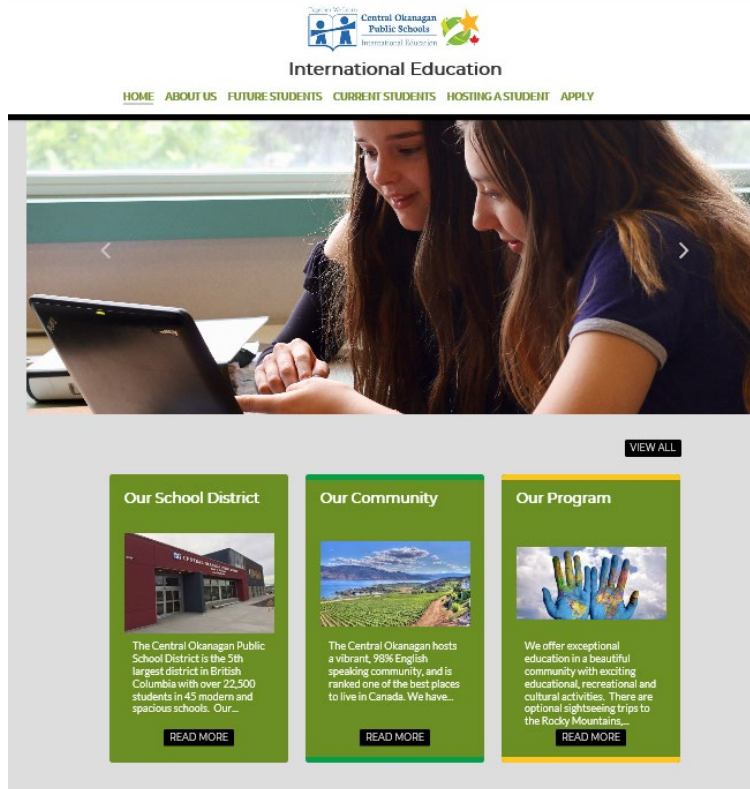 Together We Learn
Central Okanagan
Public Schools
International Education
International Education
HOME ABOUT US FUTURE STUDENTS CURRENT STUDENTS HOSTING A STUDENT APPLY
VIEW ALL
Our School District
The Central Okanagan Public
School District is the 5th
largest district in British
Columbia with over 22,500
students in 45 modern and
spacious schools. Our...
READ MORE
Our Community
The Central Okanagan hosts
a vibrant, 98% English
speaking community, and is
ranked one of the best places
to live in Canada. We have...
READ MORE
Our Program
We offer exceptional
education in a beautiful
community with exciting
educational, recreational and
cultural activities. There are
optional sightseeing trips to
the Rocky Mountains,...
READ MORE